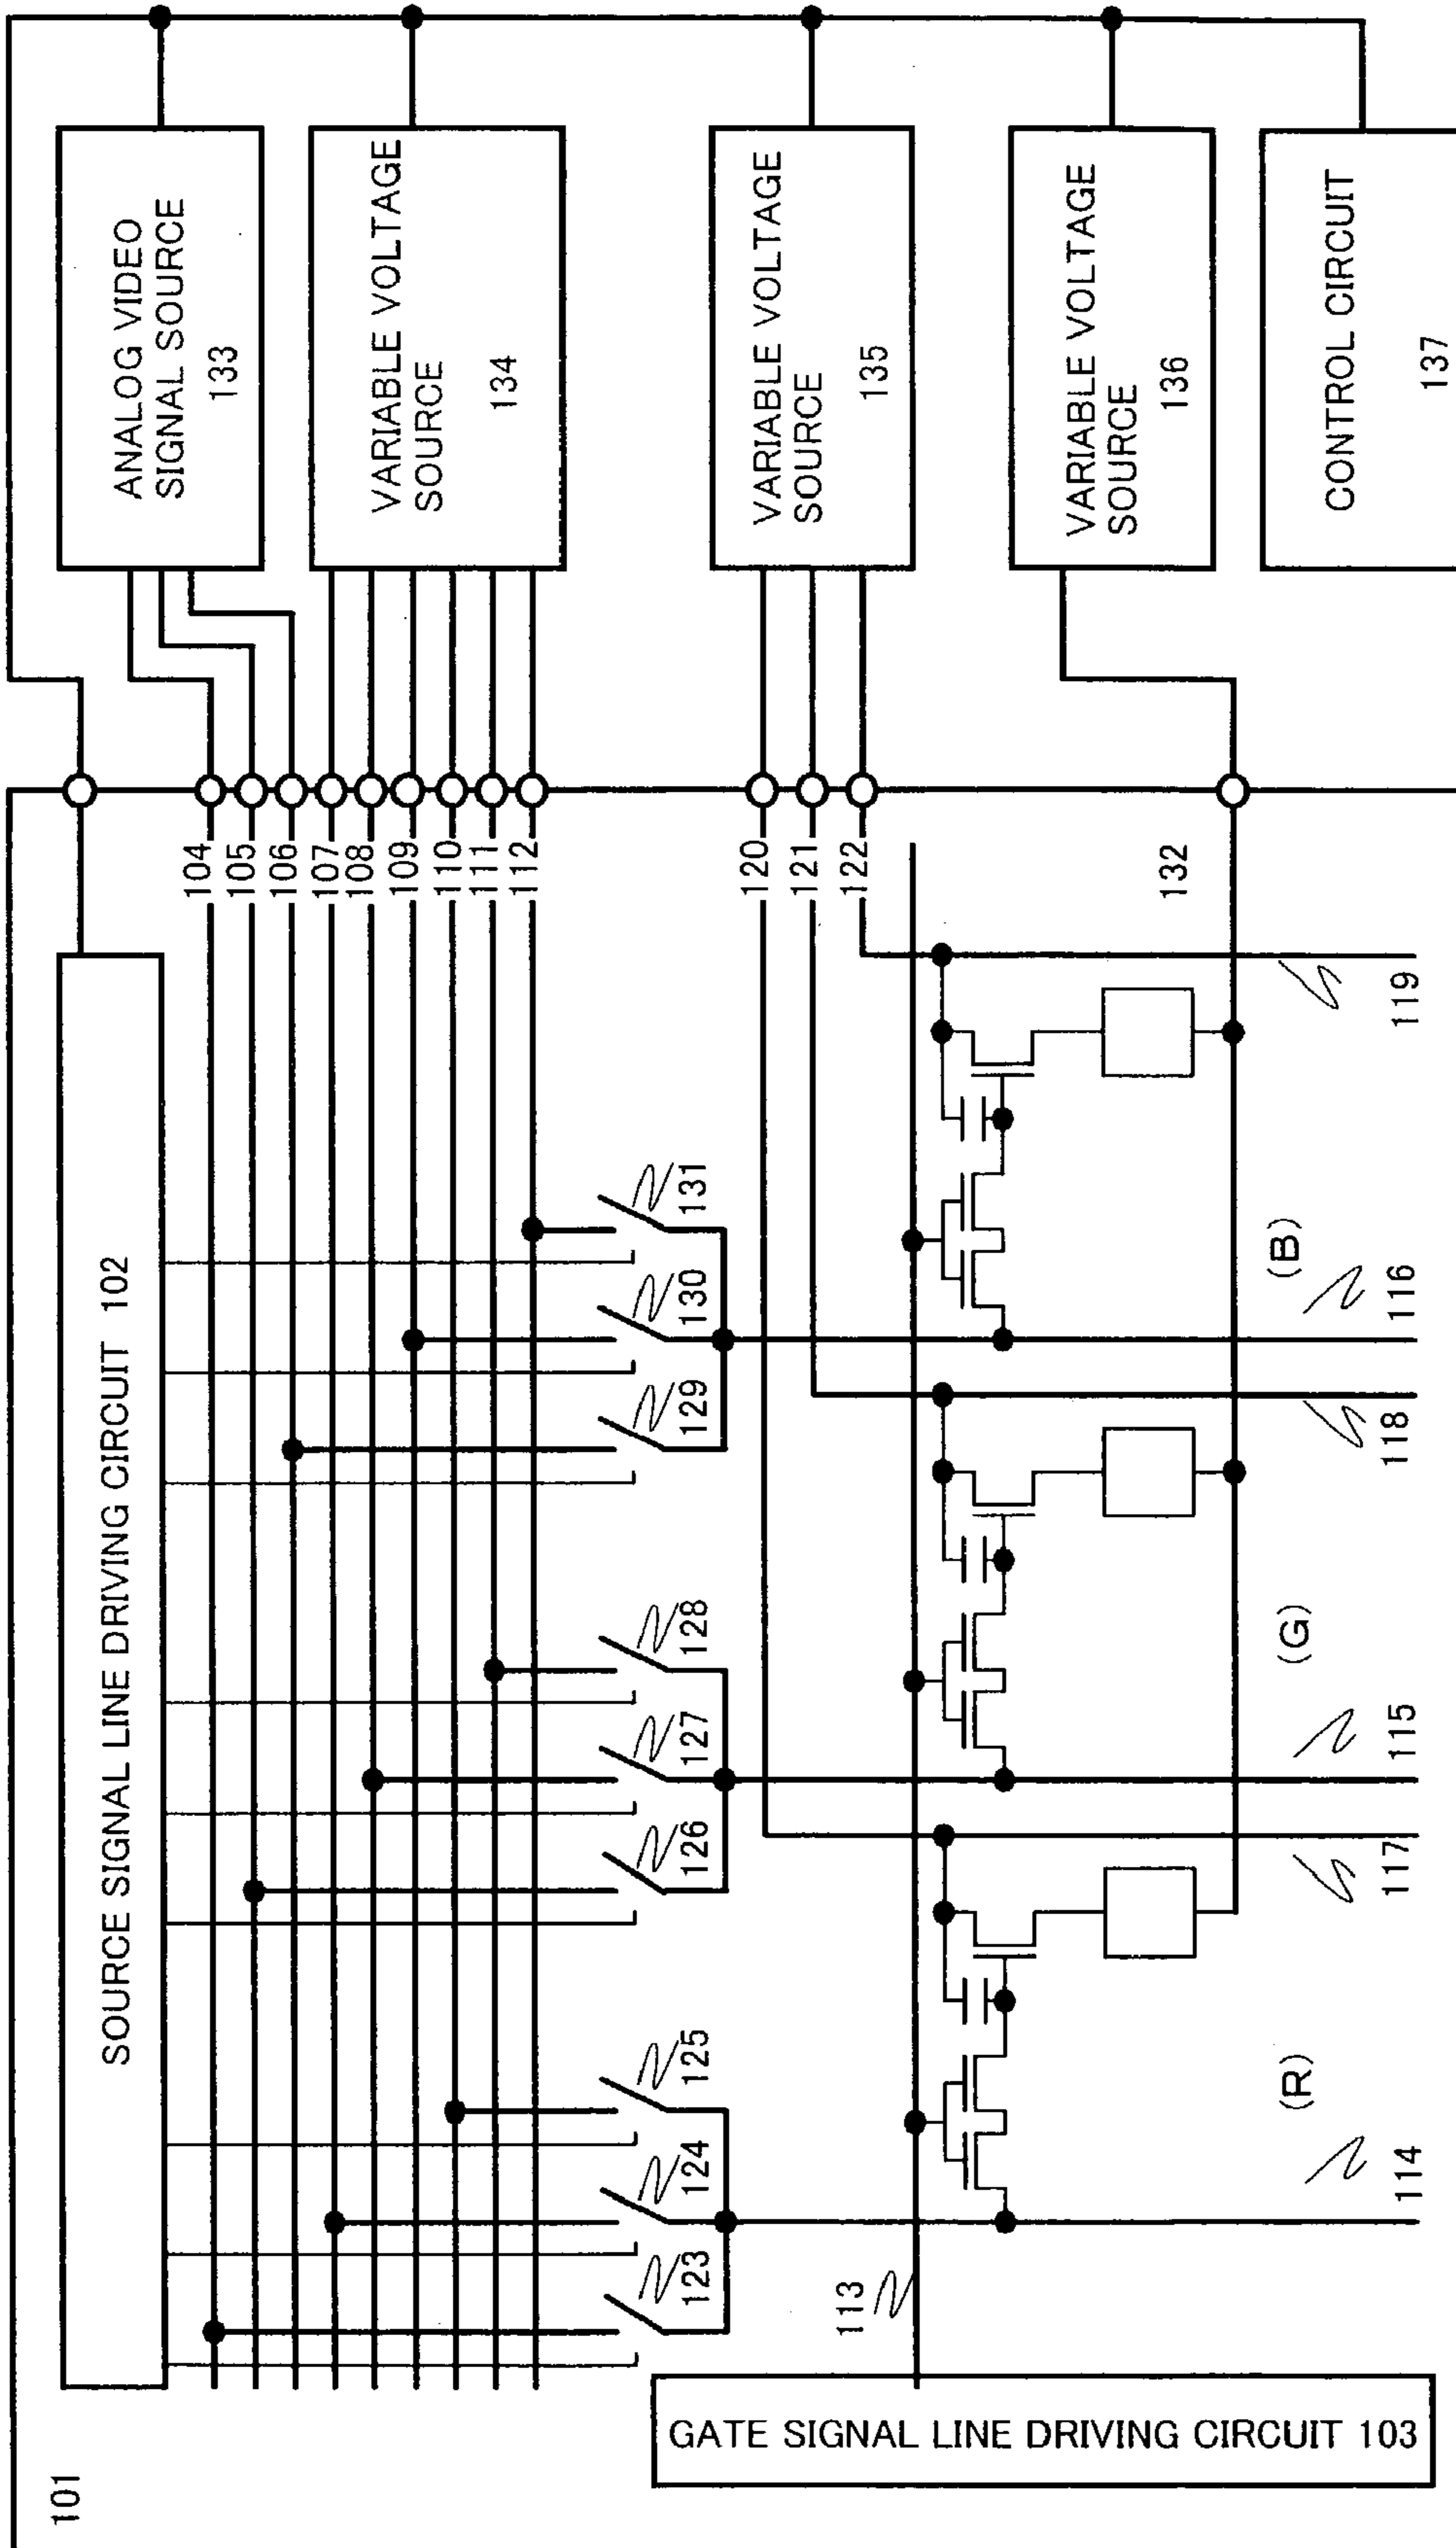 101
SOURCE SIGNAL LINE DRIVING CIRCUIT 102
104
105
106
107
108
109
110
111
112
ANALOG VIDEO
SIGNAL SOURCE
133
VARIABLE VOLTAGE
SOURCE
134
123
124
125
126
127
128
129
130
131
120
121
122
VARIABLE VOLTAGE
SOURCE
135
GATE SIGNAL LINE DRIVING CIRCUIT 103
113
132
VARIABLE VOLTAGE
SOURCE
136
(R)
(G)
(B)
114
117
115
118
116
119
CONTROL CIRCUIT
137